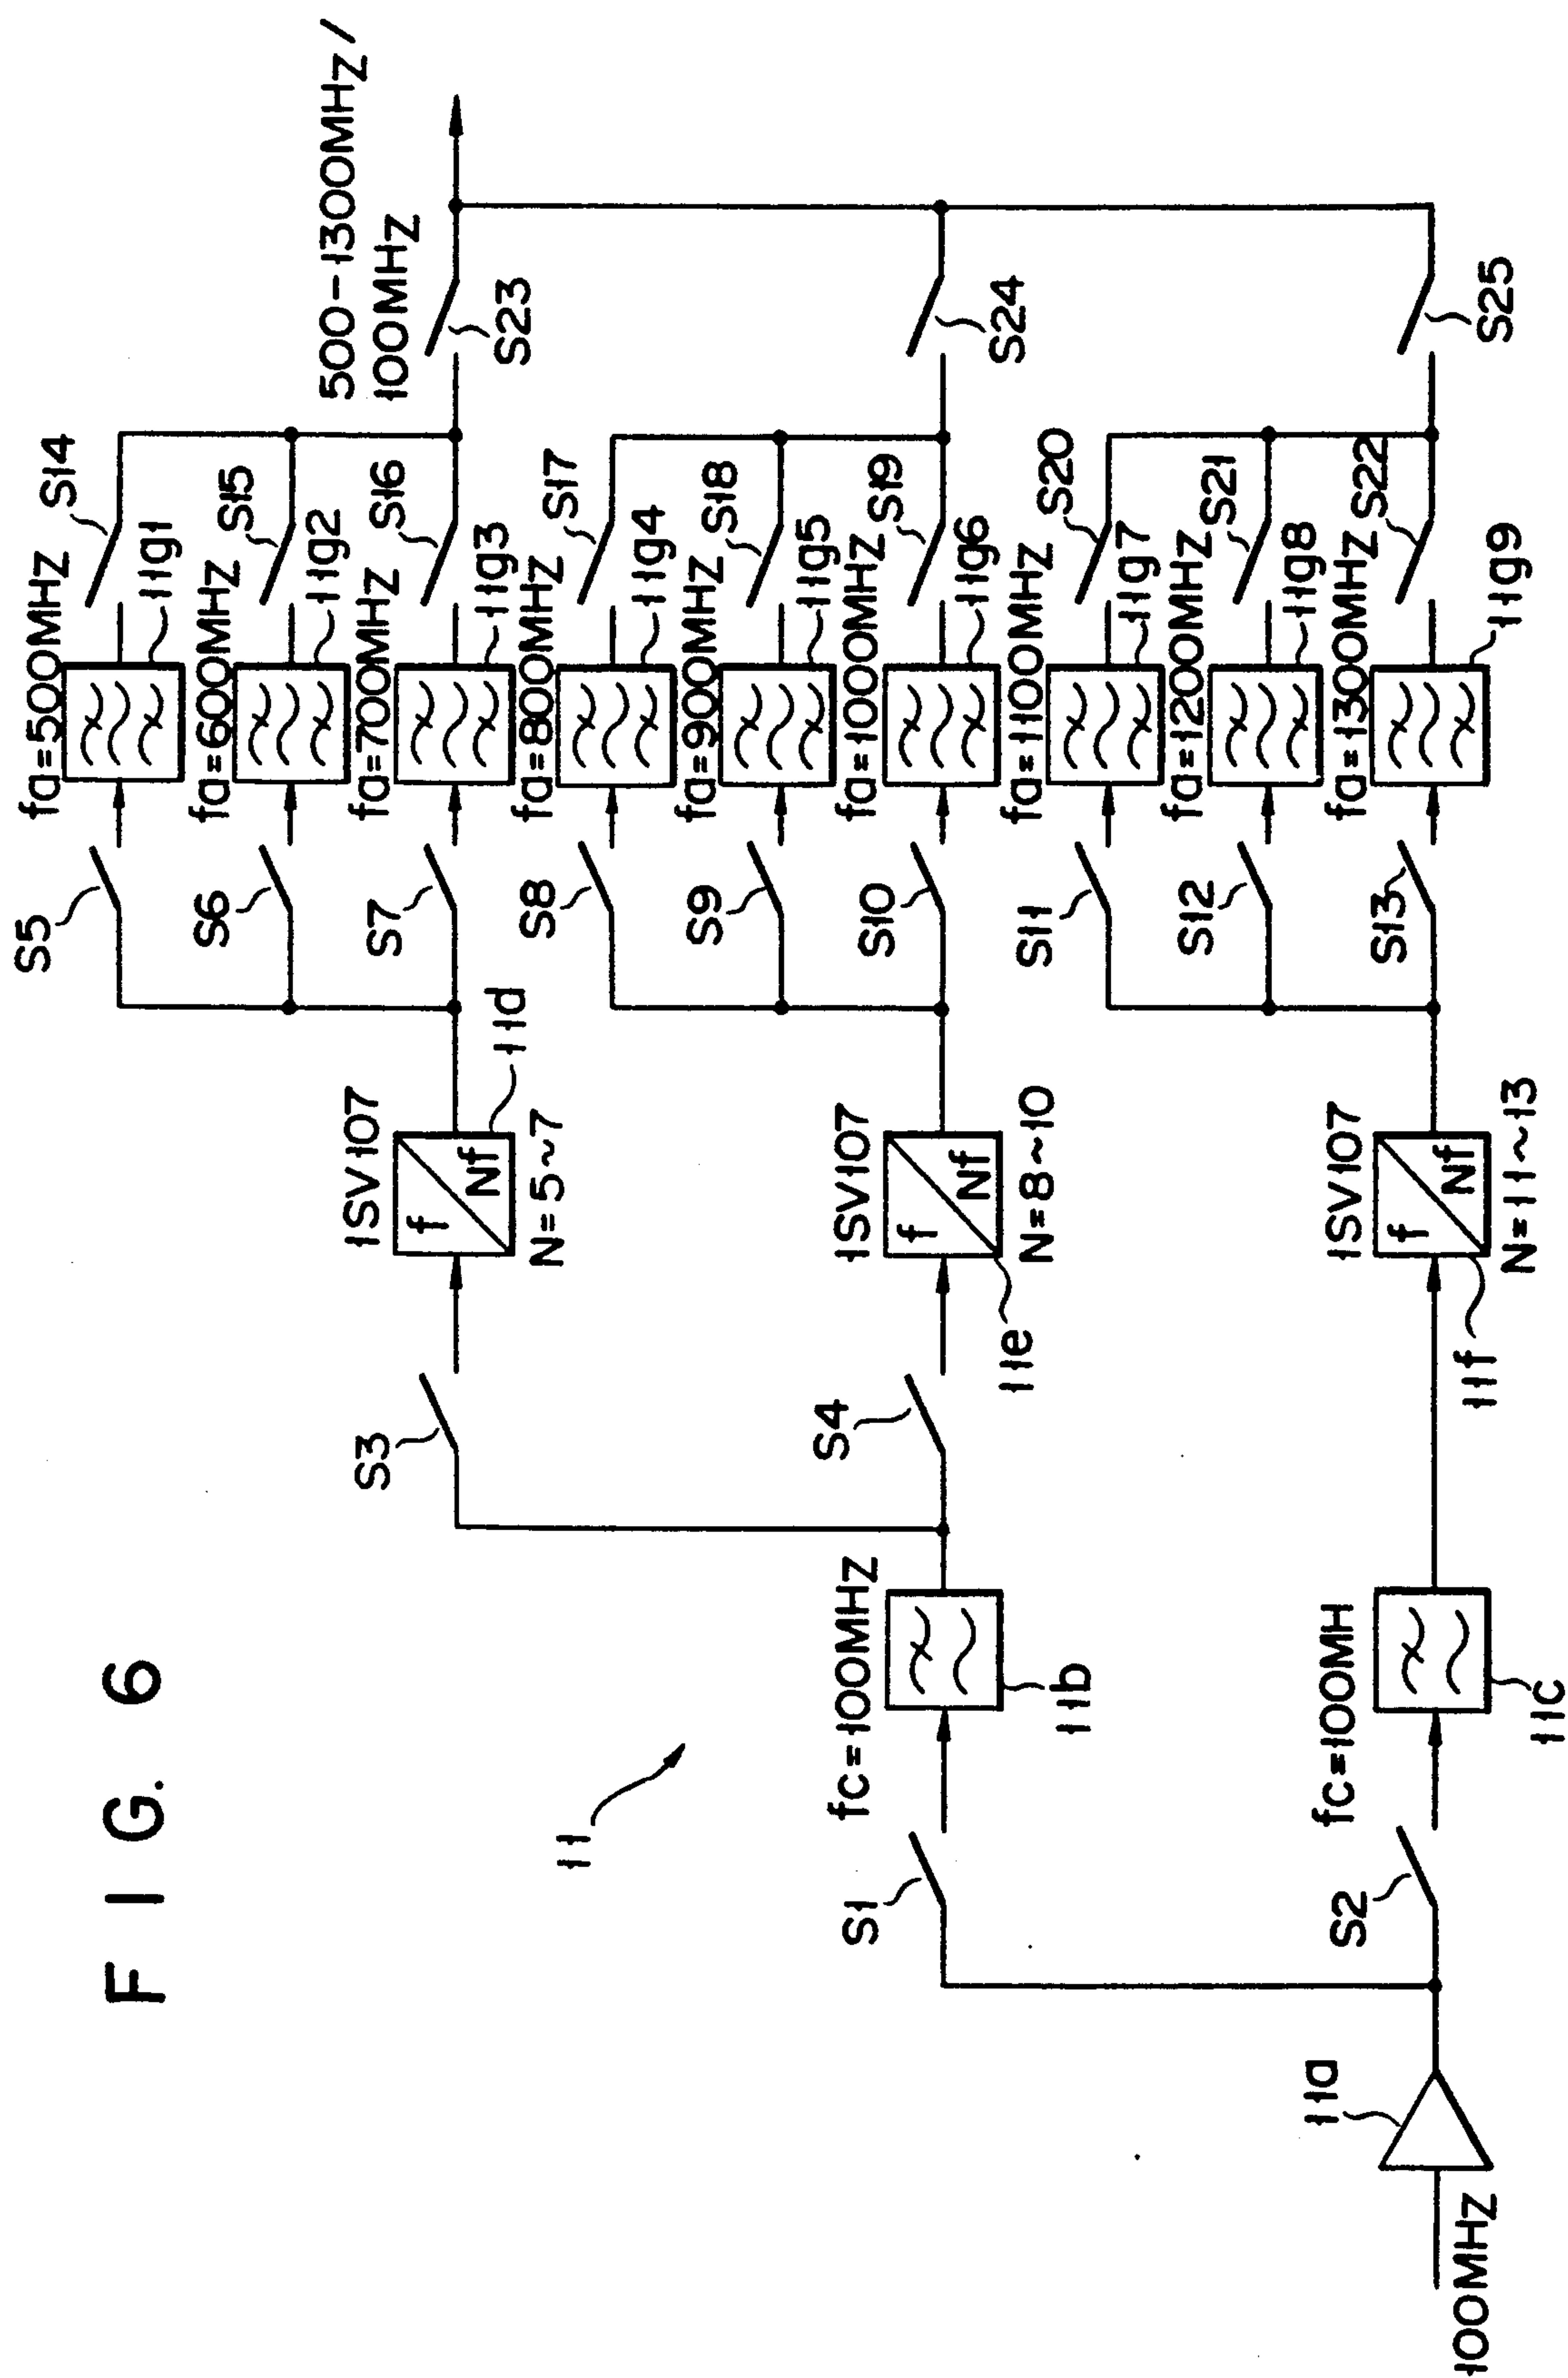 FIG. 6
11
100MHZ
11a
S1
S2
fc=100MHZ
11b
fc=100MH
11c
S3
S4
1SV107
f
Nf
N=5~7
11d
1SV107
f
Nf
N=8~10
11e
1SV107
f
Nf
N=11~13
11f
S5
S6
S7
S8
S9
S10
S11
S12
S13
fa=500MHZ
11g1
fa=600MHZ
11g2
fa=700MHZ
11g3
fa=800MHZ
11g4
fa=900MHZ
11g5
fa=1000MHZ
11g6
fa=1100MHZ
11g7
fa=1200MHZ
11g8
fa=1300MHZ
11g9
S14
S15
S16
S17
S18
S19
S20
S21
S22
S23
S24
S25
500-1300MHZ/
100MHZ